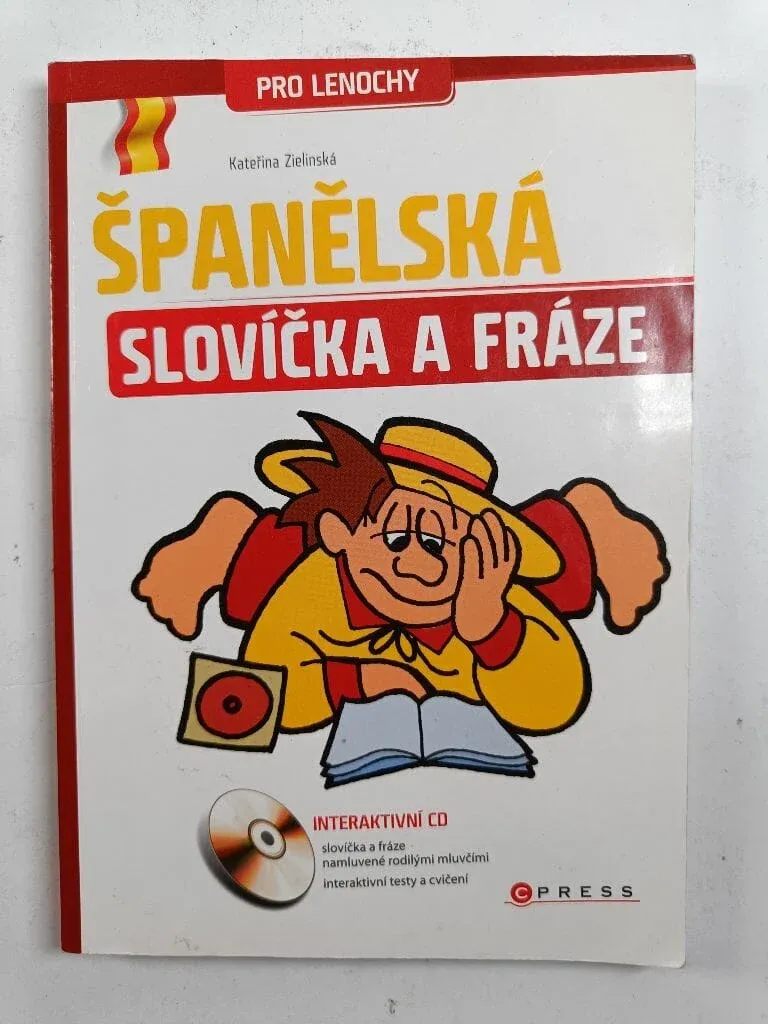 PRO LENOCHY
Kateřina Zielinská
ŠPANĚLSKÁ
SLOVÍČKA A FRÁZE
INTERAKTIVNÍ CD
slovíčka a fráze
namluvené rodilými mluvčími
interaktivní testy a cvičení
CPRESS